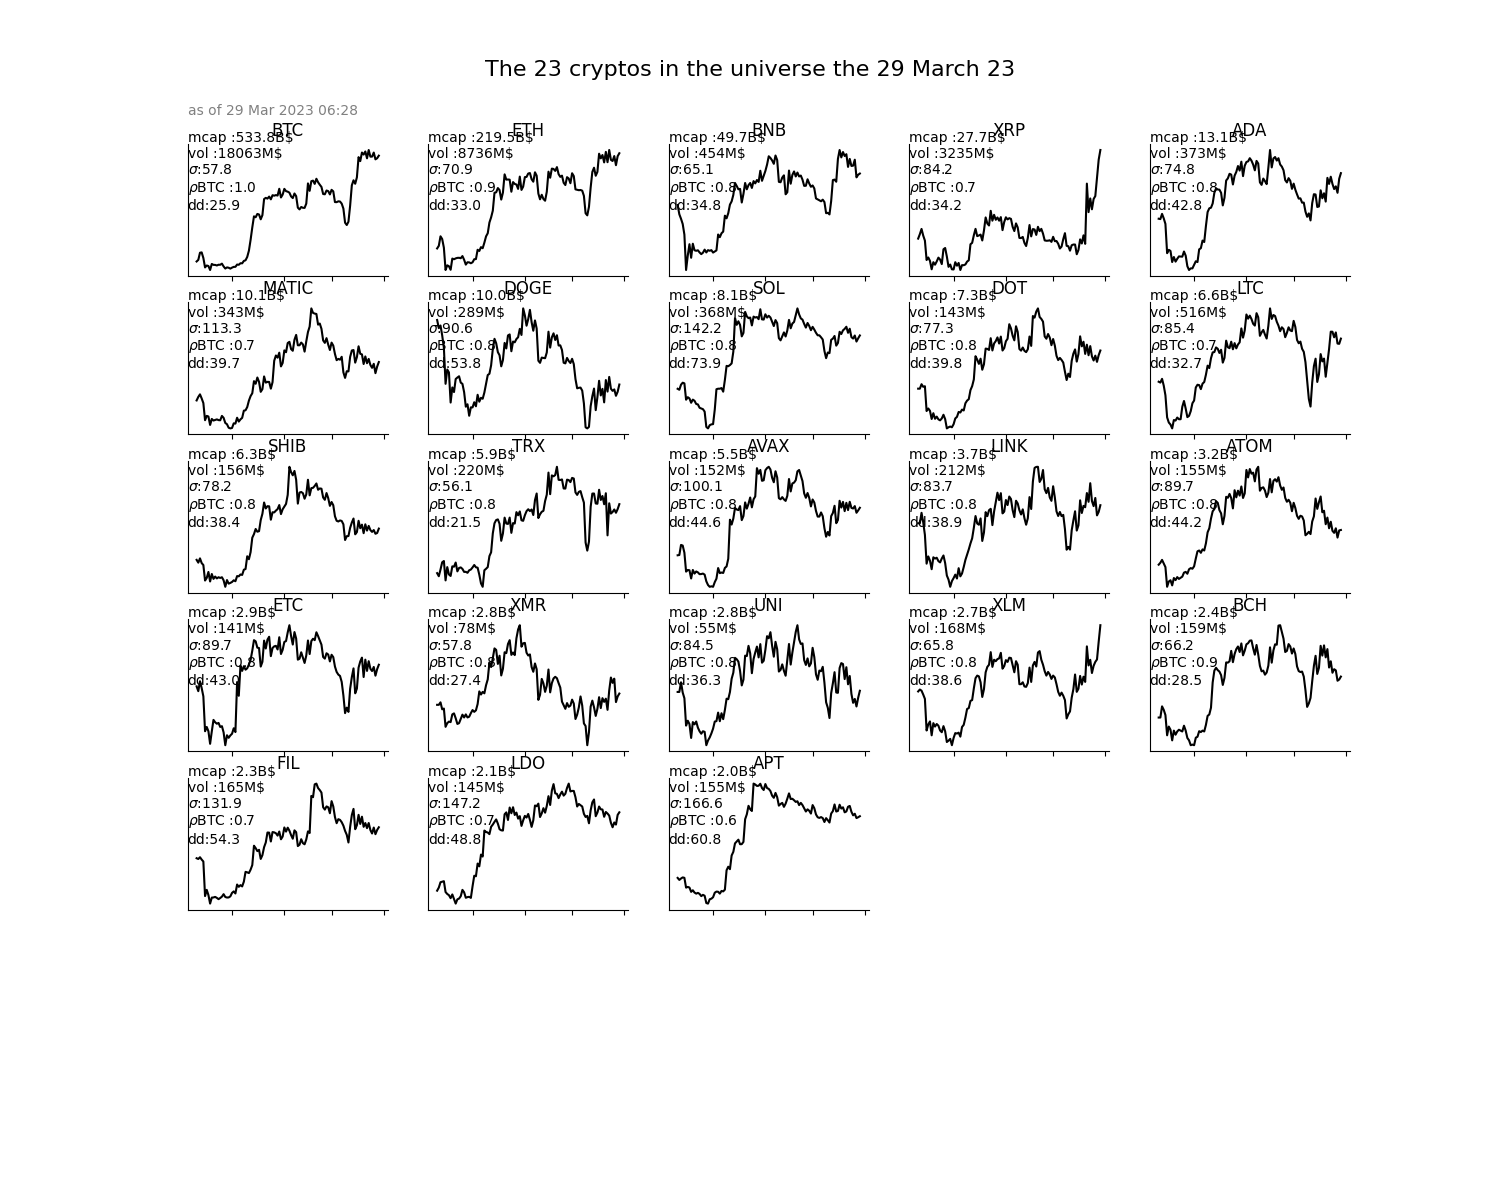 The 23 cryptos in the universe the 29 March 23
as of 29 Mar 2023 06:28
BTC
mcap :533.8B$
vol :18063M$
σ:57.8
ρBTC :1.0
dd:25.9
ETH
mcap :219.5B$
vol :8736M$
σ:70.9
ρBTC :0.9
dd:33.0
BNB
mcap :49.7B$
vol :454M$
σ:65.1
ρBTC :0.8
dd:34.8
XRP
mcap :27.7B$
vol :3235M$
σ:84.2
ρBTC :0.7
dd:34.2
ADA
mcap :13.1B$
vol :373M$
σ:74.8
ρBTC :0.8
dd:42.8
MATIC
mcap :10.1B$
vol :343M$
σ:113.3
ρBTC :0.7
dd:39.7
DOGE
mcap :10.0B$
vol :289M$
σ:90.6
ρBTC :0.8
dd:53.8
SOL
mcap :8.1B$
vol :368M$
σ:142.2
ρBTC :0.8
dd:73.9
DOT
mcap :7.3B$
vol :143M$
σ:77.3
ρBTC :0.8
dd:39.8
LTC
mcap :6.6B$
vol :516M$
σ:85.4
ρBTC :0.7
dd:32.7
SHIB
mcap :6.3B$
vol :156M$
σ:78.2
ρBTC :0.8
dd:38.4
TRX
mcap :5.9B$
vol :220M$
σ:56.1
ρBTC :0.8
dd:21.5
AVAX
mcap :5.5B$
vol :152M$
σ:100.1
ρBTC :0.8
dd:44.6
LINK
mcap :3.7B$
vol :212M$
σ:83.7
ρBTC :0.8
dd:38.9
ATOM
mcap :3.2B$
vol :155M$
σ:89.7
ρBTC :0.8
dd:44.2
ETC
mcap :2.9B$
vol :141M$
σ:89.7
ρBTC :0.8
dd:43.0
XMR
mcap :2.8B$
vol :78M$
σ:57.8
ρBTC :0.8
dd:27.4
UNI
mcap :2.8B$
vol :55M$
σ:84.5
ρBTC :0.8
dd:36.3
XLM
mcap :2.7B$
vol :168M$
σ:65.8
ρBTC :0.8
dd:38.6
BCH
mcap :2.4B$
vol :159M$
σ:66.2
ρBTC :0.9
dd:28.5
FIL
mcap :2.3B$
vol :165M$
σ:131.9
ρBTC :0.7
dd:54.3
LDO
mcap :2.1B$
vol :145M$
σ:147.2
ρBTC :0.7
dd:48.8
APT
mcap :2.0B$
vol :155M$
σ:166.6
ρBTC :0.6
dd:60.8